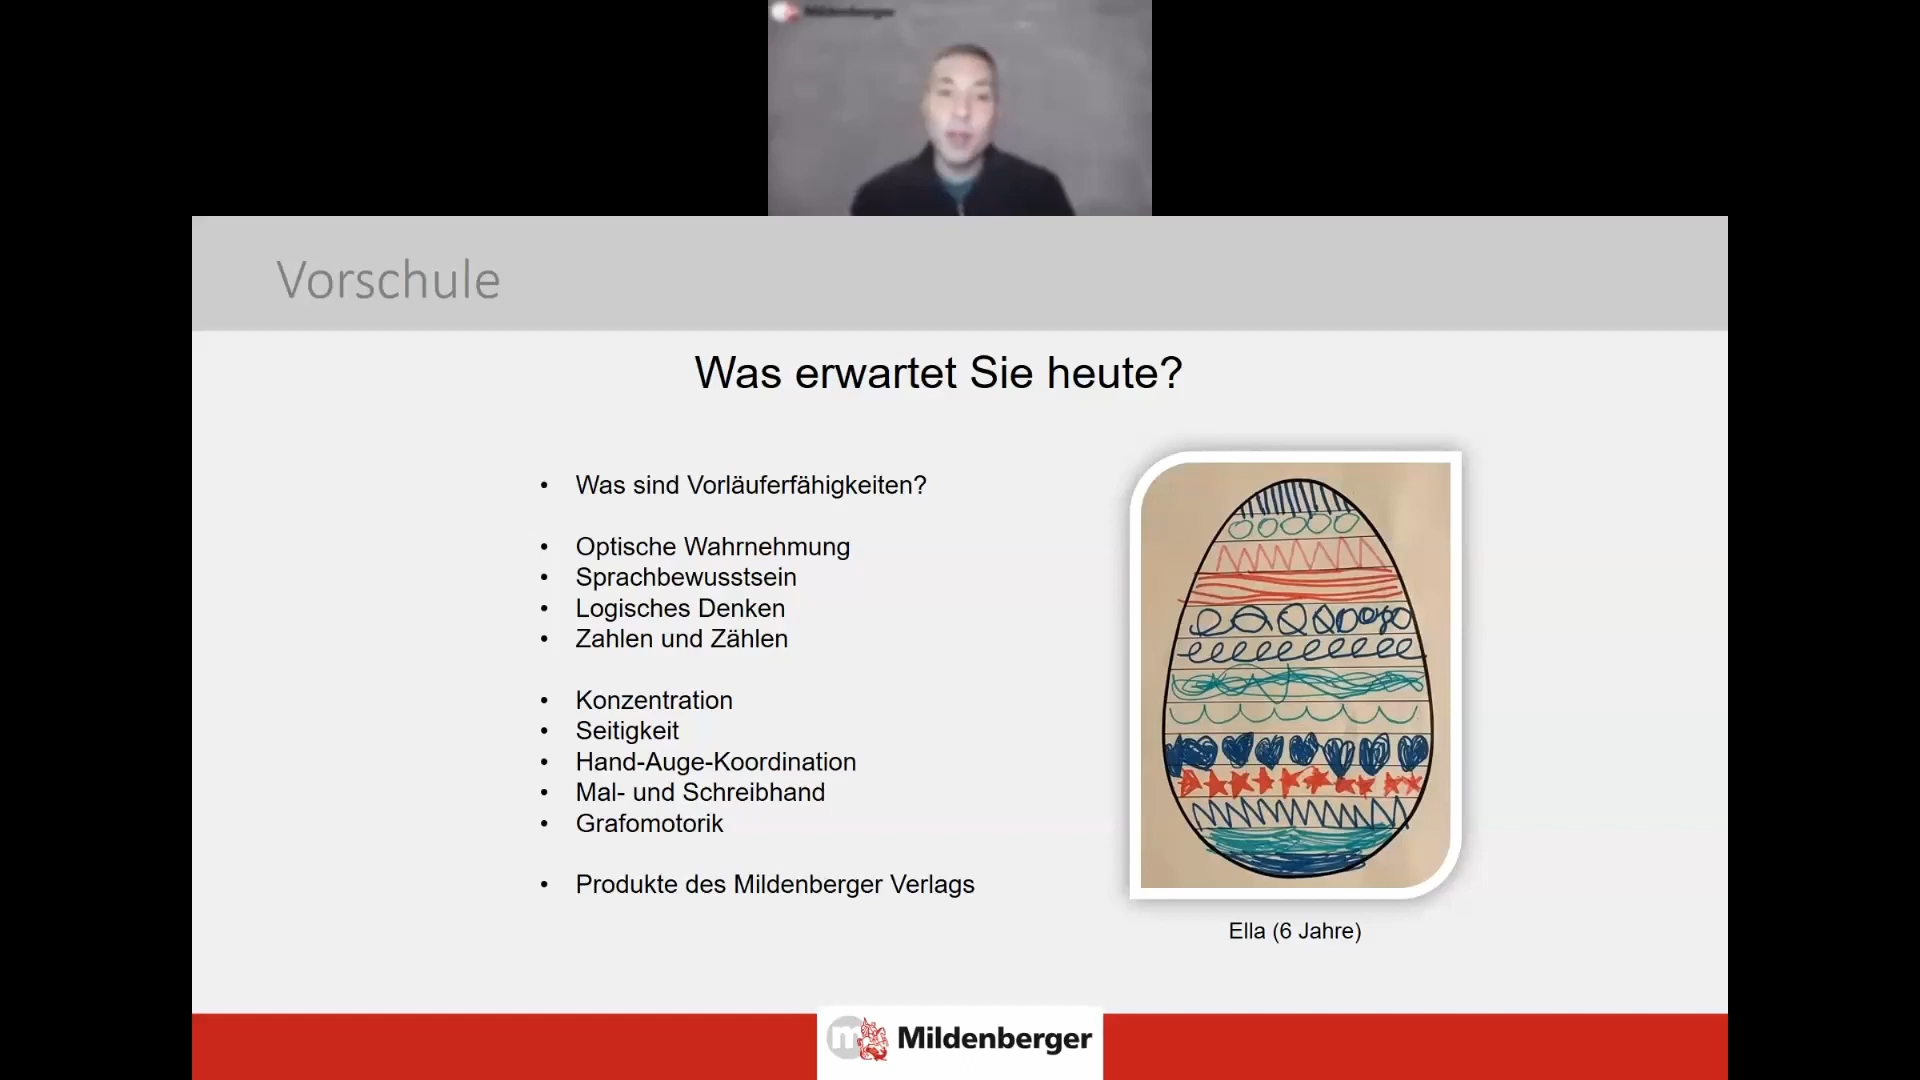 Mildenberger
Vorschule
Was erwartet Sie heute?
• Was sind Vorläuferfähigkeiten?
• Optische Wahrnehmung
• Sprachbewusstsein
• Logisches Denken
• Zahlen und Zählen
• Konzentration
• Seitigkeit
• Hand-Auge-Koordination
• Mal- und Schreibhand
• Grafomotorik
• Produkte des Mildenberger Verlags
Ella (6 Jahre)
m Mildenberger